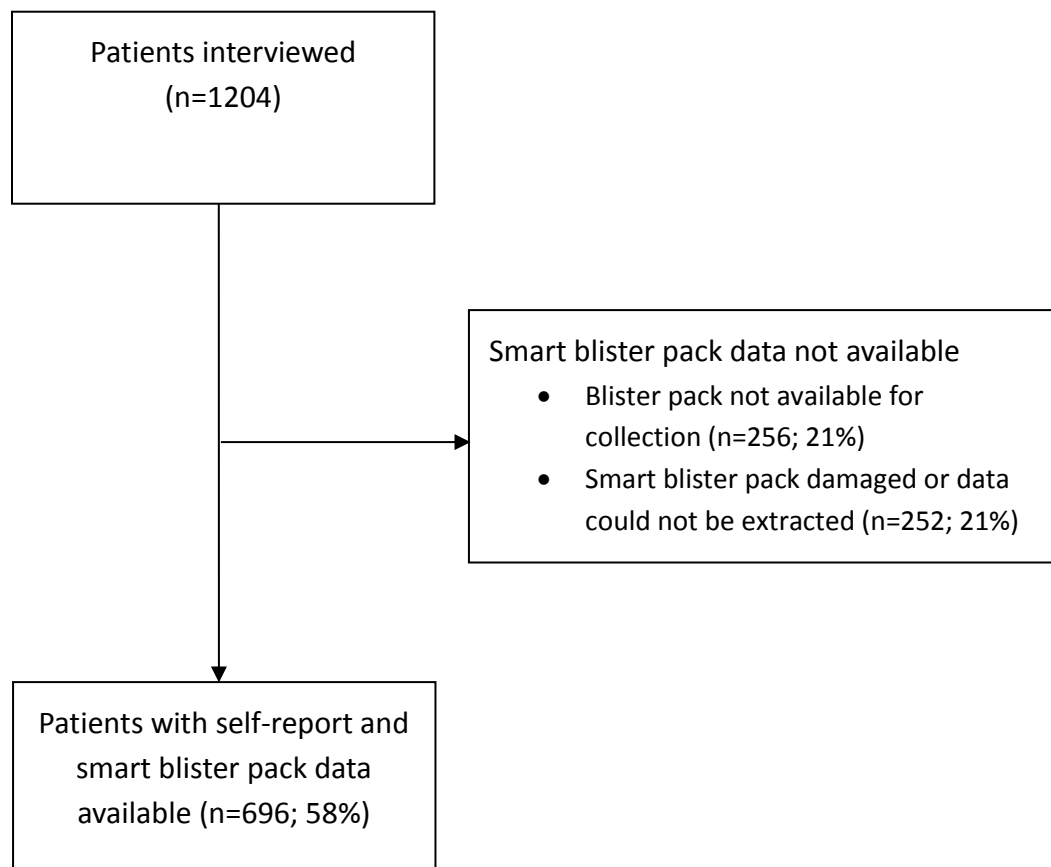 Patients interviewed
(n=1204)
Smart blister pack data not available
• Blister pack not available for
collection (n=256; 21%)
• Smart blister pack damaged or data
could not be extracted (n=252; 21%)
Patients with self-report and
smart blister pack data
available (n=696; 58%)